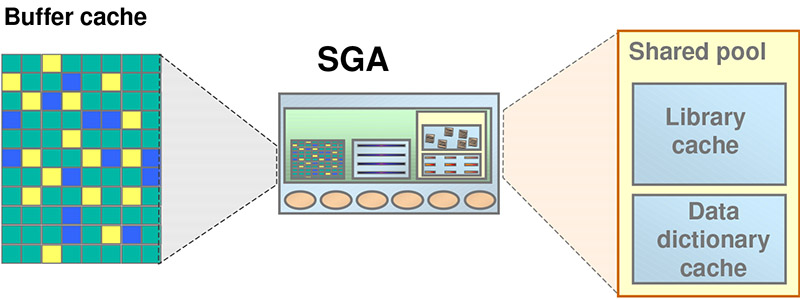 Buffer cache
SGA
Shared pool
Library
cache
Data
dictionary
cache